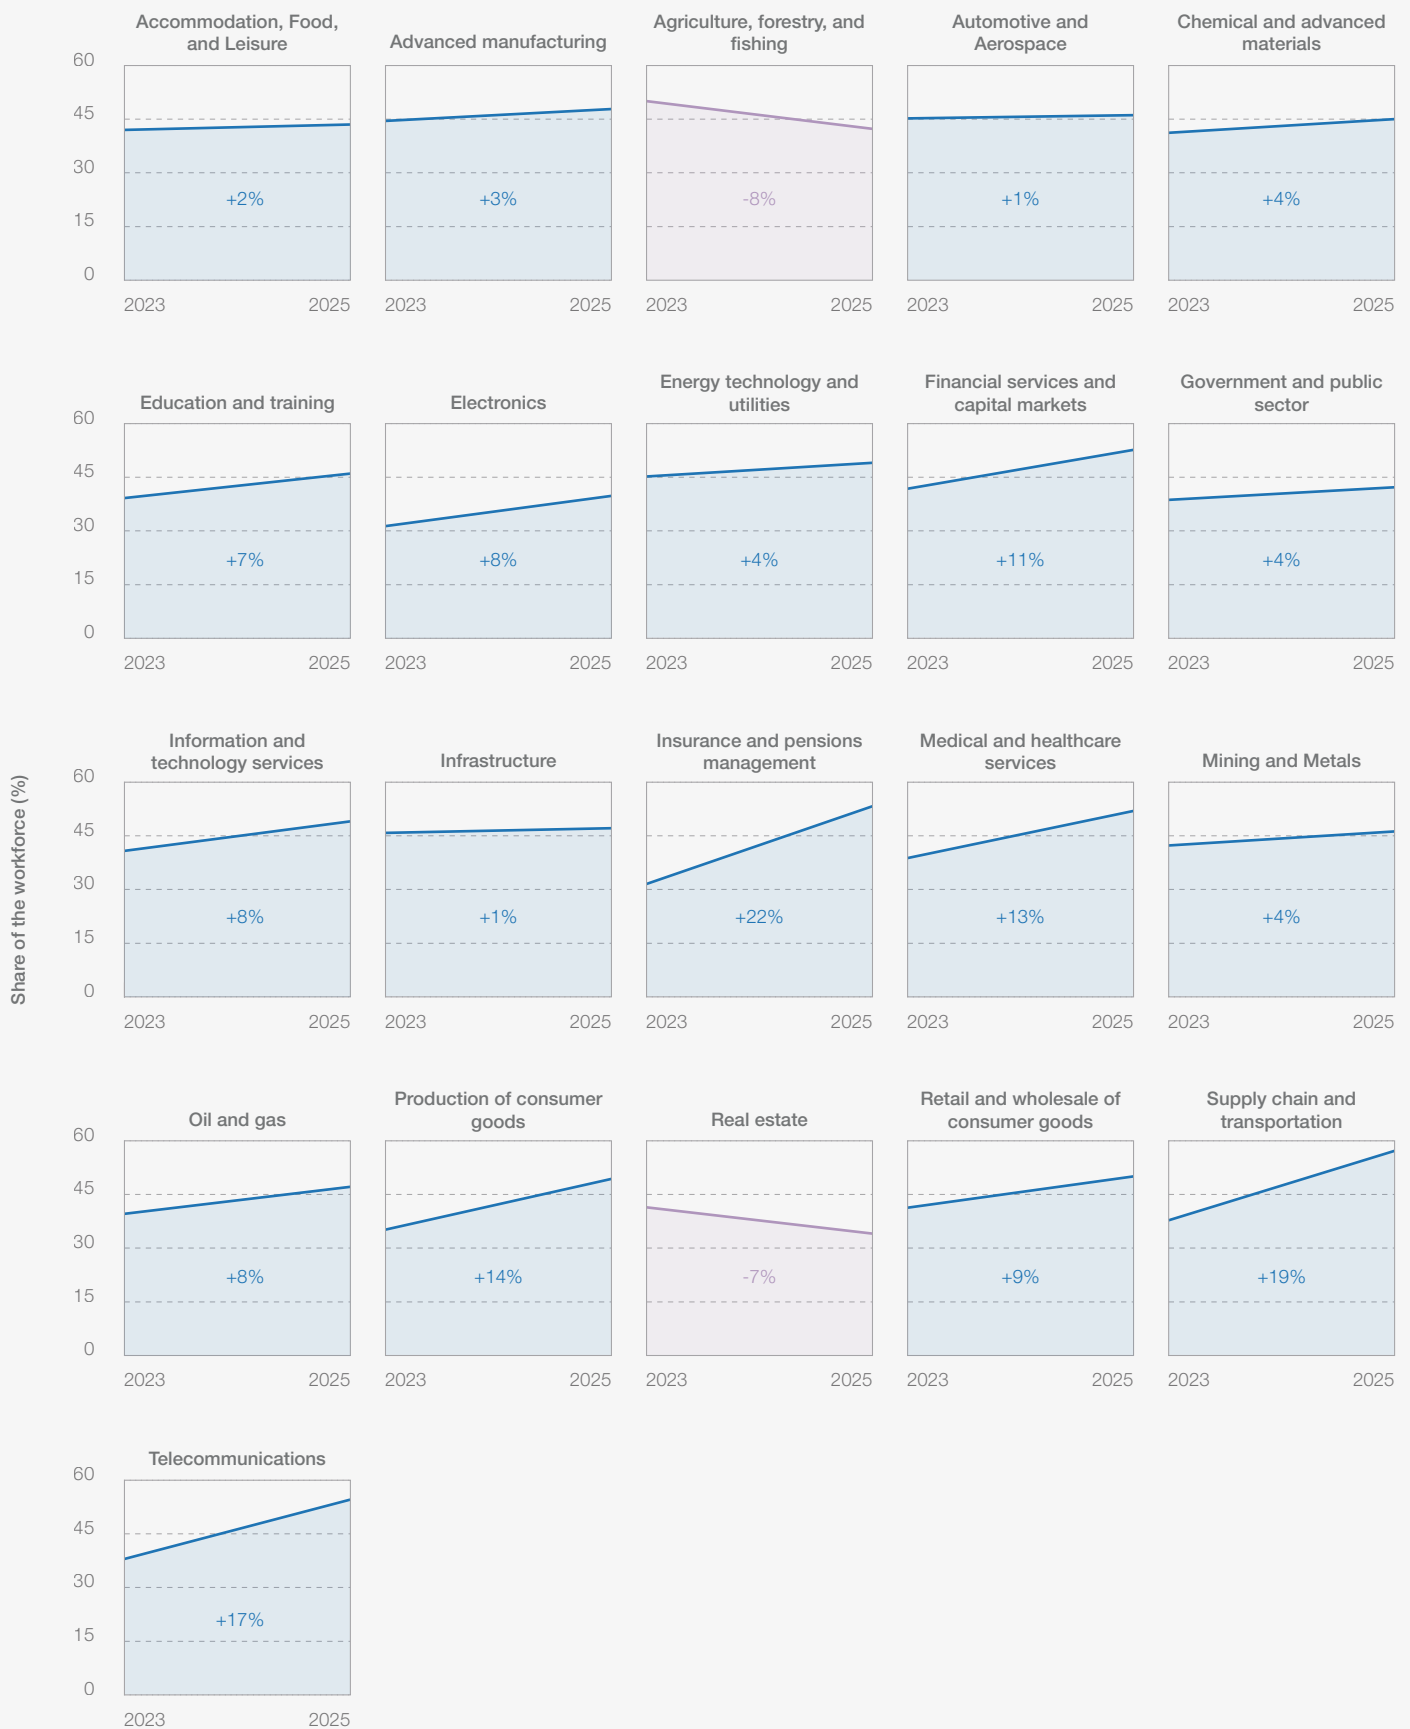 Accommodation, Food,
and Leisure
Advanced manufacturing
Agriculture, forestry, and
fishing
Automotive and
Aerospace
Chemical and advanced
materials
60
45
30
15
0
+2%
+3%
-8%
+1%
+4%
2023 2025
2023 2025
2023 2025
2023 2025
2023 2025
Education and training
Electronics
Energy technology and
utilities
Financial services and
capital markets
Government and public
sector
60
45
30
15
0
+7%
+8%
+4%
+11%
+4%
2023 2025
2023 2025
2023 2025
2023 2025
2023 2025
Share of the workforce (%)
Information and
technology services
Infrastructure
Insurance and pensions
management
Medical and healthcare
services
Mining and Metals
60
45
30
15
0
+8%
+1%
+22%
+13%
+4%
2023 2025
2023 2025
2023 2025
2023 2025
2023 2025
Oil and gas
Production of consumer
goods
Real estate
Retail and wholesale of
consumer goods
Supply chain and
transportation
60
45
30
15
0
+8%
+14%
-7%
+9%
+19%
2023 2025
2023 2025
2023 2025
2023 2025
2023 2025
Telecommunications
60
45
30
15
0
+17%
2023 2025